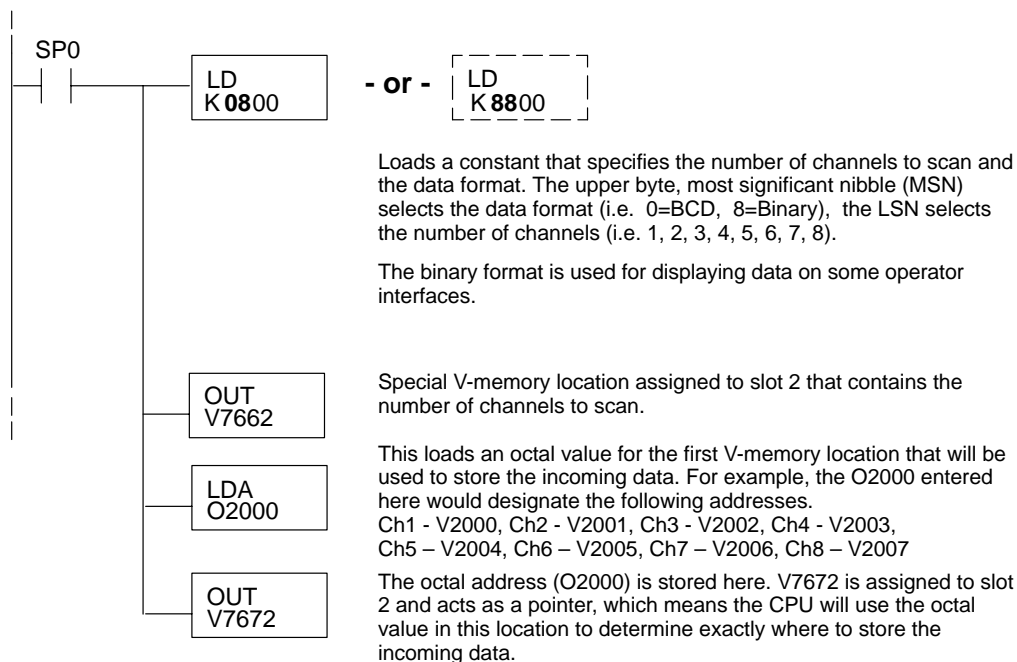 SP0
LD
K 0800
- or -
LD
K 8800
Loads a constant that specifies the number of channels to scan and
the data format. The upper byte, most significant nibble (MSN)
selects the data format (i.e. 0=BCD, 8=Binary), the LSN selects
the number of channels (i.e. 1, 2, 3, 4, 5, 6, 7, 8).
The binary format is used for displaying data on some operator
interfaces.
OUT
V7662
Special V-memory location assigned to slot 2 that contains the
number of channels to scan.
LDA
O2000
This loads an octal value for the first V-memory location that will be
used to store the incoming data. For example, the O2000 entered
here would designate the following addresses.
Ch1 - V2000, Ch2 - V2001, Ch3 - V2002, Ch4 - V2003,
Ch5 – V2004, Ch6 – V2005, Ch7 – V2006, Ch8 – V2007
OUT
V7672
The octal address (O2000) is stored here. V7672 is assigned to slot
2 and acts as a pointer, which means the CPU will use the octal
value in this location to determine exactly where to store the
incoming data.